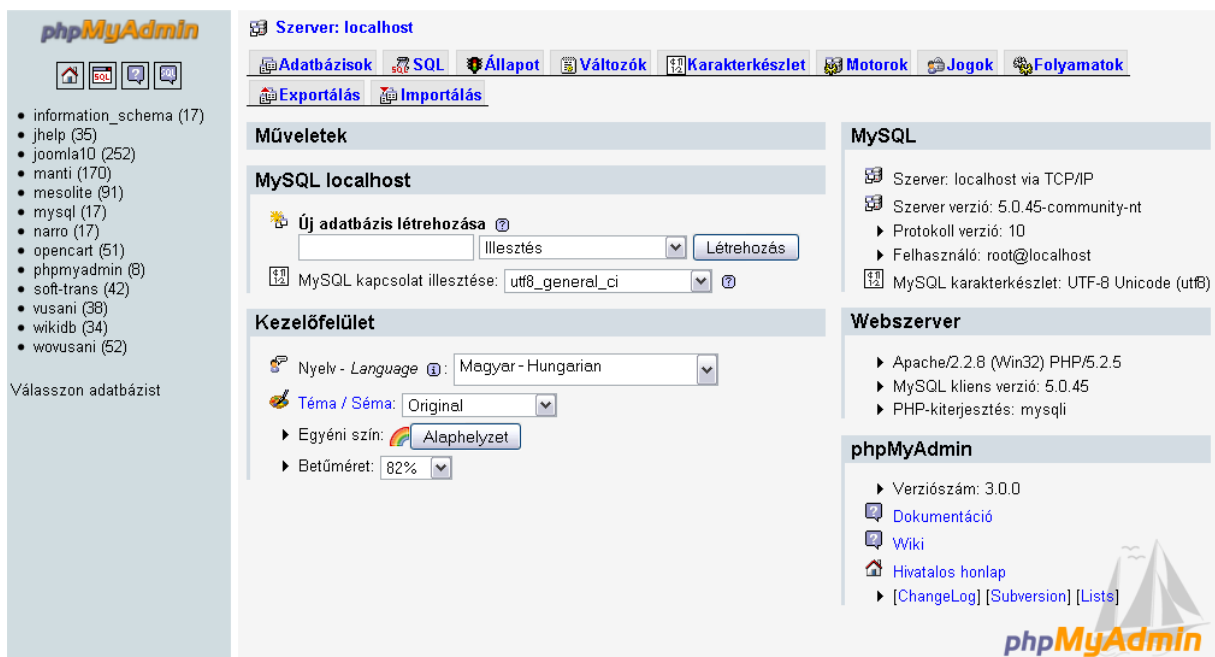 phpMyAdmin
SQL
SQL
information_schema (17)
jhelp (35)
joomla10 (252)
manti (170)
mesolite (91)
mysql (17)
narro (17)
opencart (51)
phpmyadmin (8)
soft-trans (42)
vusani (38)
wikidb (34)
wovusani (52)
Válasszon adatbázist
Szerver: localhost
Adatbázisok SQL Állapot Változók Karakterkészlet Motorok Jogok Folyamatok
Exportálás Importálás
Műveletek
MySQL localhost
Új adatbázis létrehozása
Illesztés Létrehozás
MySQL kapcsolat illesztése: utf8_general_ci
Kezelőfelület
Nyelv - Language : Magyar - Hungarian
Téma / Séma: Original
Egyéni szín: Alaphelyzet
Betűméret: 82%
MySQL
Szerver: localhost via TCP/IP
Szerver verzió: 5.0.45-community-nt
Protokoll verzió: 10
Felhasználó: root@localhost
MySQL karakterkészlet: UTF-8 Unicode (utf8)
Webszerver
Apache/2.2.8 (Win32) PHP/5.2.5
MySQL kliens verzió: 5.0.45
PHP-kiterjesztés: mysqli
phpMyAdmin
Verziószám: 3.0.0
Dokumentáció
Wiki
Hivatalos honlap
[ChangeLog] [Subversion] [Lists]
phpMyAdmin